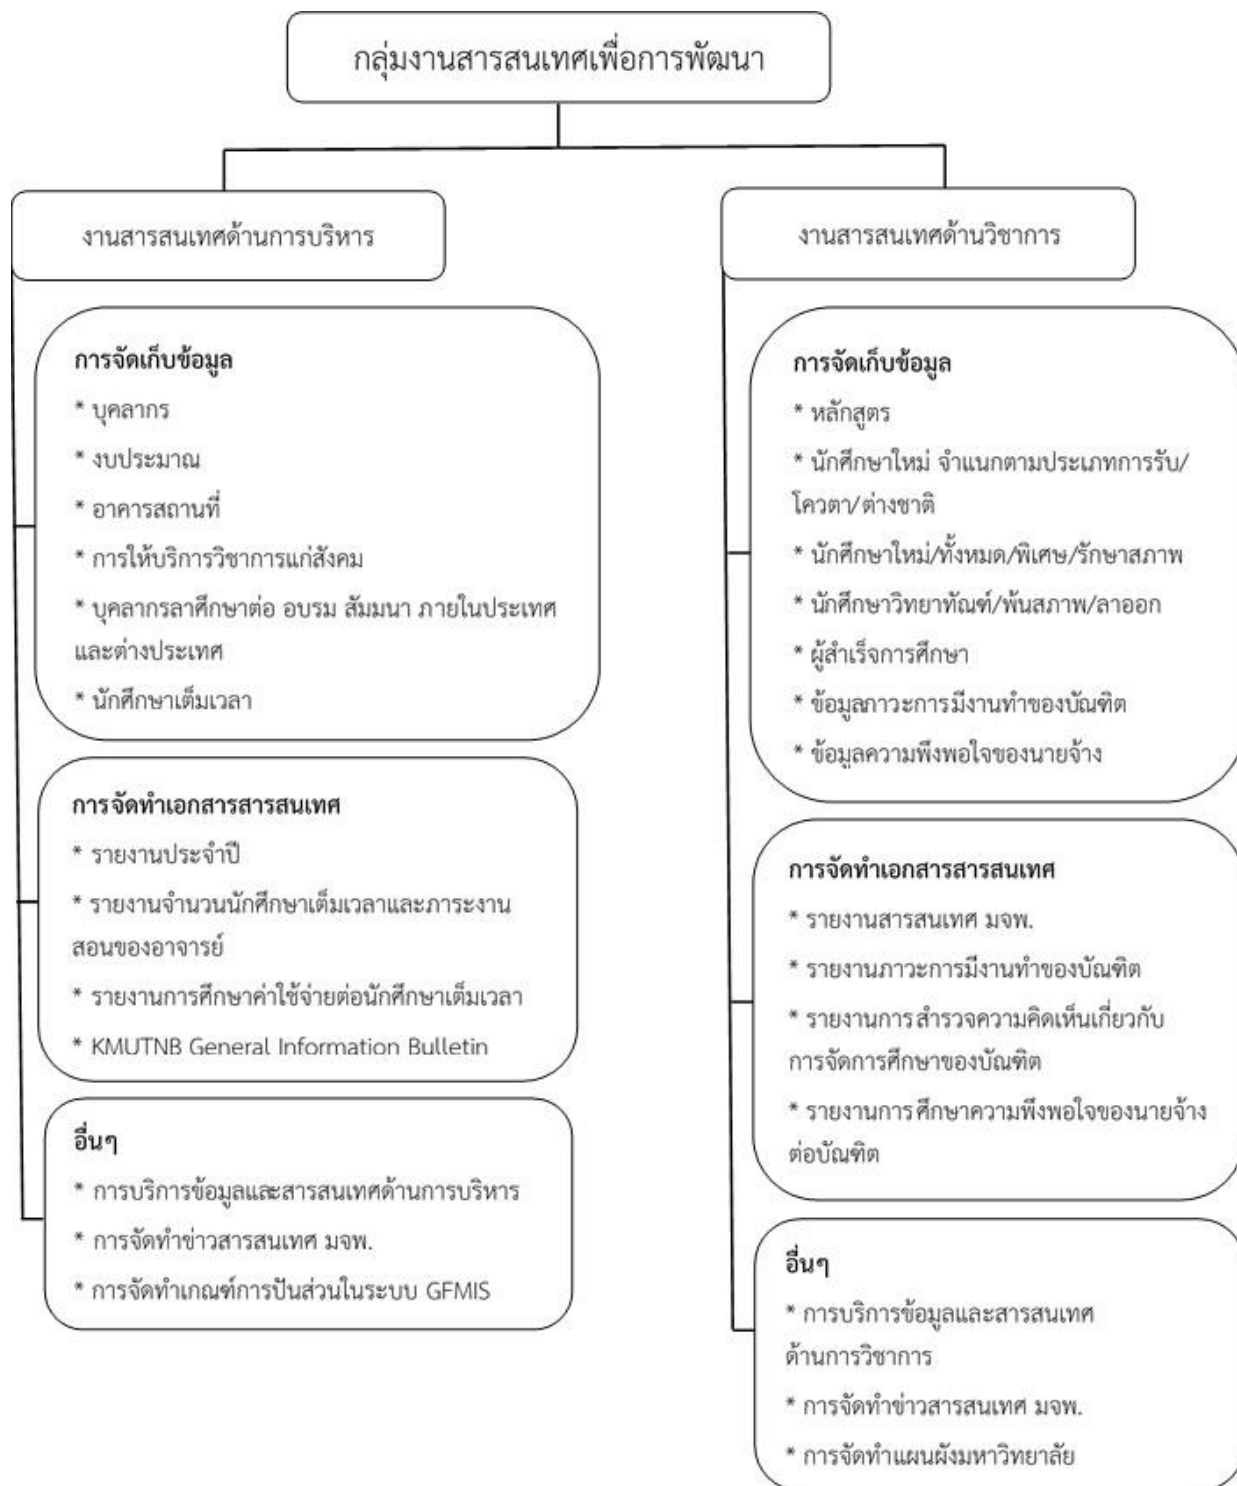 กลุ่มงานสารสนเทศเพื่อการพัฒนา
งานสารสนเทศด้านการบริหาร
การจัดเก็บข้อมูล
* บุคลากร
* งบประมาณ
* อาคารสถานที่
* การให้บริการวิชาการแก่สังคม
* บุคลากรลาศึกษาต่อ อบรม สัมมนา ภายในประเทศ
และต่างประเทศ
* นักศึกษาเต็มเวลา
การจัดทำเอกสารสารสนเทศ
* รายงานประจำปี
* รายงานจำนวนนักศึกษาเต็มเวลาและภาระงาน
สอนของอาจารย์
* รายงานการศึกษาค่าใช้จ่ายต่อนักศึกษาเต็มเวลา
* KMUTNB General Information Bulletin
อื่นๆ
* การบริการข้อมูลและสารสนเทศด้านการบริหาร
* การจัดทำข่าวสารสนเทศ มจพ.
* การจัดทำเกณฑ์การปันส่วนในระบบ GFMIS
งานสารสนเทศด้านวิชาการ
การจัดเก็บข้อมูล
* หลักสูตร
* นักศึกษาใหม่ จำแนกตามประเภทการรับ/
โควตา/ต่างชาติ
* นักศึกษาใหม่/ทั้งหมด/พิเศษ/รักษาสภาพ
* นักศึกษาวิทยาทัณฑ์/พ้นสภาพ/ลาออก
* ผู้สำเร็จการศึกษา
* ข้อมูลภาวะการมีงานทำของบัณฑิต
* ข้อมูลความพึงพอใจของนายจ้าง
การจัดทำเอกสารสารสนเทศ
* รายงานสารสนเทศ มจพ.
* รายงานภาวะการมีงานทำของบัณฑิต
* รายงานการสำรวจความคิดเห็นเกี่ยวกับ
การจัดการศึกษาของบัณฑิต
* รายงานการศึกษาความพึงพอใจของนายจ้าง
ต่อบัณฑิต
อื่นๆ
* การบริการข้อมูลและสารสนเทศ
ด้านการวิชาการ
* การจัดทำข่าวสารสนเทศ มจพ.
* การจัดทำแผนผังมหาวิทยาลัย